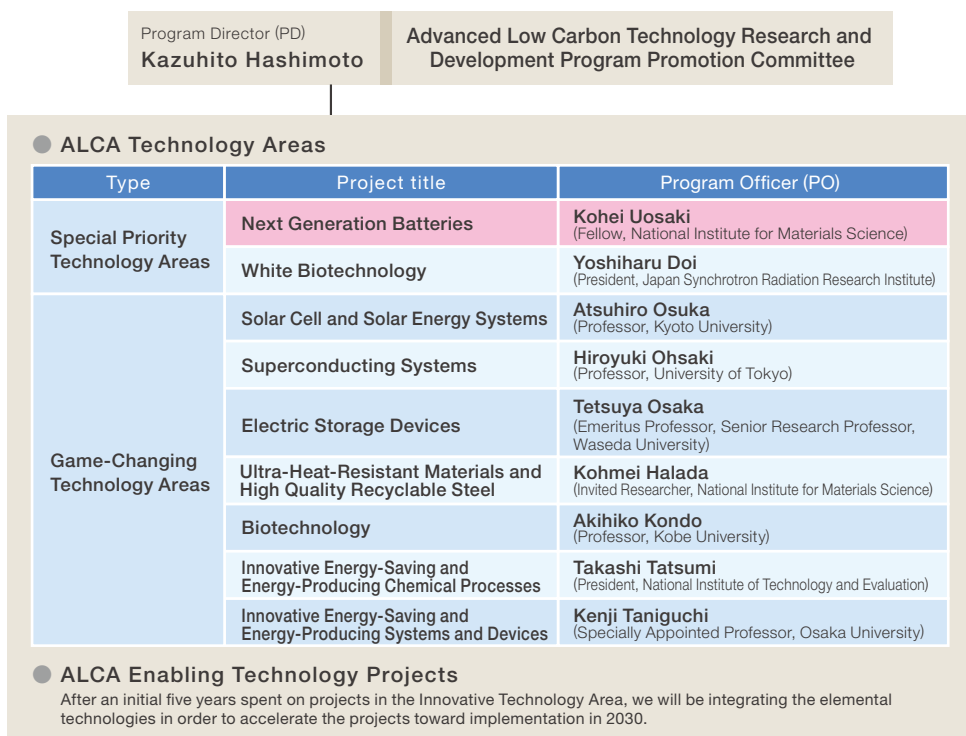 Program Director (PD)
Kazuhito Hashimoto
Advanced Low Carbon Technology Research and
Development Program Promotion Committee
ALCA Technology Areas
Type
Project title
Program Officer (PO)
Special Priority
Technology Areas
Next Generation Batteries
Kohei Uosaki
(Fellow, National Institute for Materials Science)
White Biotechnology
Yoshiharu Doi
(President, Japan Synchrotron Radiation Research Institute)
Game-Changing
Technology Areas
Solar Cell and Solar Energy Systems
Atsuhiro Osuka
(Professor, Kyoto University)
Superconducting Systems
Hiroyuki Ohsaki
(Professor, University of Tokyo)
Electric Storage Devices
Tetsuya Osaka
(Emeritus Professor, Senior Research Professor,
Waseda University)
Ultra-Heat-Resistant Materials and
High Quality Recyclable Steel
Kohmei Halada
(Invited Researcher, National Institute for Materials Science)
Biotechnology
Akihiko Kondo
(Professor, Kobe University)
Innovative Energy-Saving and
Energy-Producing Chemical Processes
Takashi Tatsumi
(President, National Institute of Technology and Evaluation)
Innovative Energy-Saving and
Energy-Producing Systems and Devices
Kenji Taniguchi
(Specially Appointed Professor, Osaka University)
ALCA Enabling Technology Projects
After an initial five years spent on projects in the Innovative Technology Area, we will be integrating the elemental
technologies in order to accelerate the projects toward implementation in 2030.